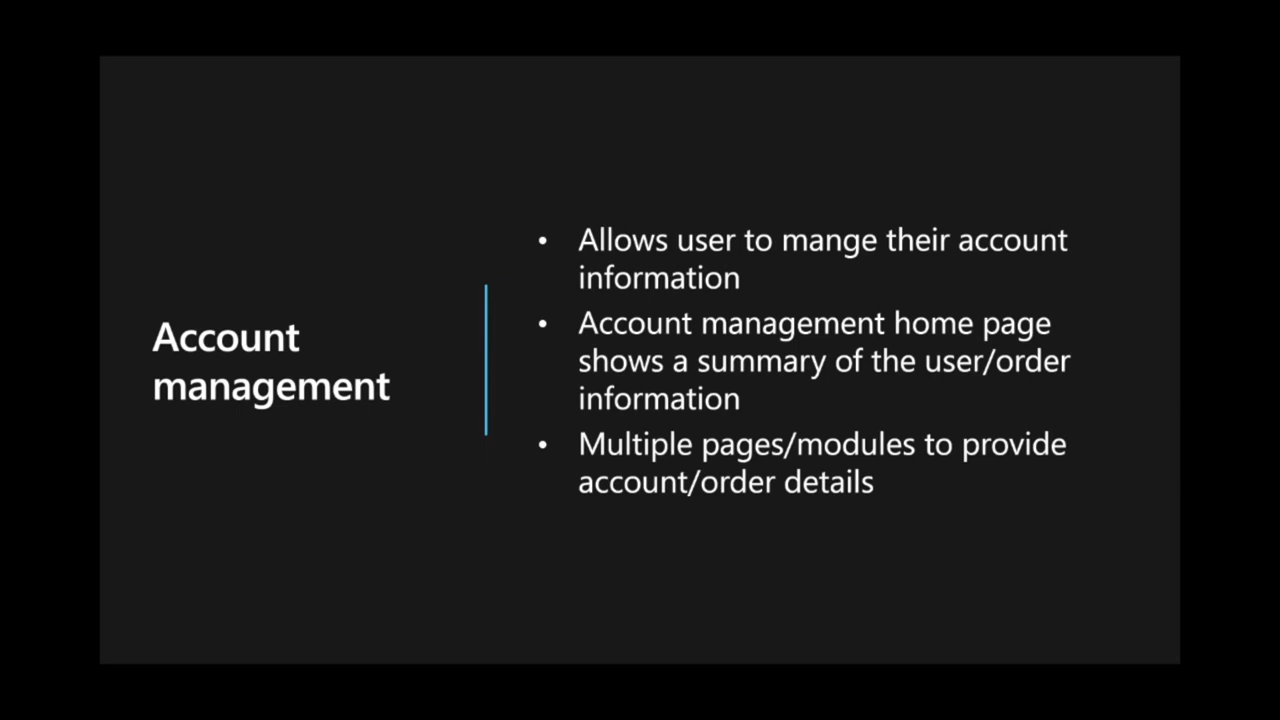 Account
management
• Allows user to mange their account
information
• Account management home page
shows a summary of the user/order
information
• Multiple pages/modules to provide
account/order details